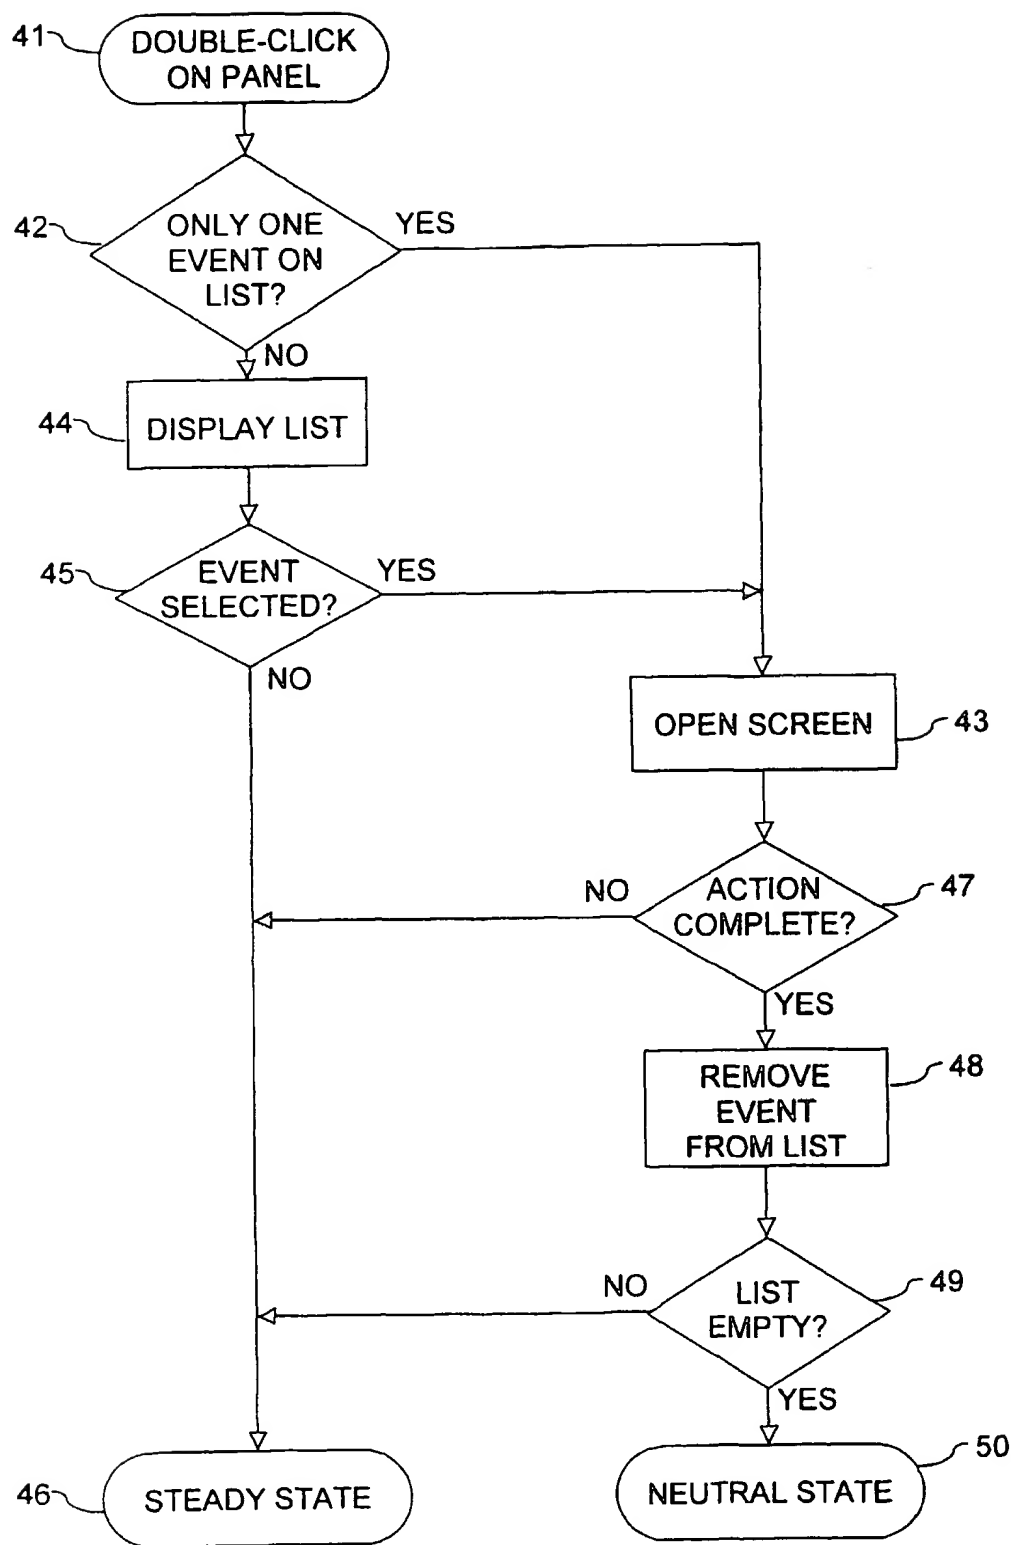 41
DOUBLE-CLICK
ON PANEL
42
ONLY ONE
EVENT ON
LIST?
YES
NO
44
DISPLAY LIST
45
EVENT
SELECTED?
YES
NO
OPEN SCREEN
43
NO
ACTION
COMPLETE?
47
YES
REMOVE
EVENT
FROM LIST
48
NO
LIST
EMPTY?
49
YES
46
STEADY STATE
NEUTRAL STATE
50